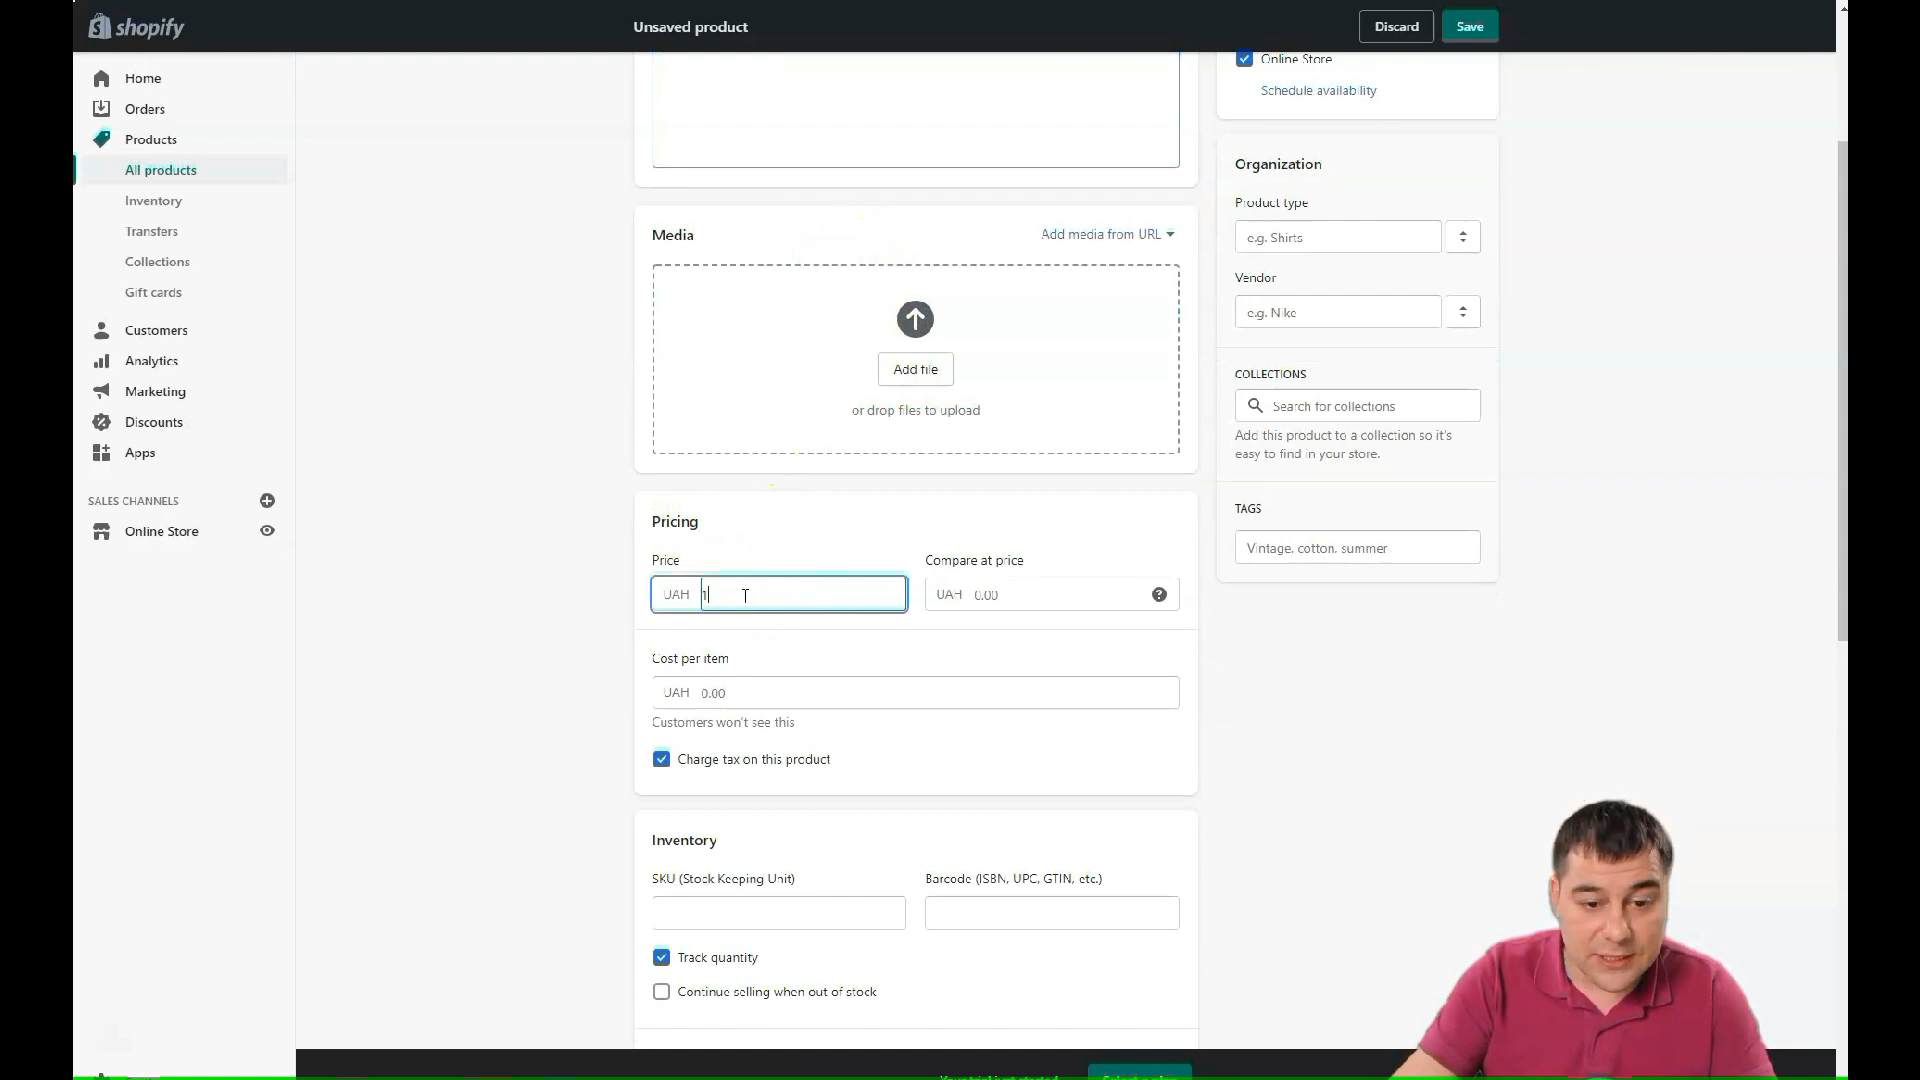 shopify
Unsaved product
Discard
Save
Home
Orders
Products
All products
Inventory
Transfers
Collections
Gift cards
Customers
Analytics
Marketing
Discounts
Apps
SALES CHANNELS
Online Store
Media
Add media from URL
Add file
or drop files to upload
Pricing
Price
Compare at price
UAH 1
UAH 0.00
Cost per item
UAH 0.00
Customers won't see this
Charge tax on this product
Inventory
SKU (Stock Keeping Unit)
Barcode (ISBN, UPC, GTIN, etc.)
Track quantity
Continue selling when out of stock
Online Store
Schedule availability
Organization
Product type
e.g. Shirts
Vendor
e.g. Nike
COLLECTIONS
Search for collections
Add this product to a collection so it's
easy to find in your store.
TAGS
Vintage, cotton, summer